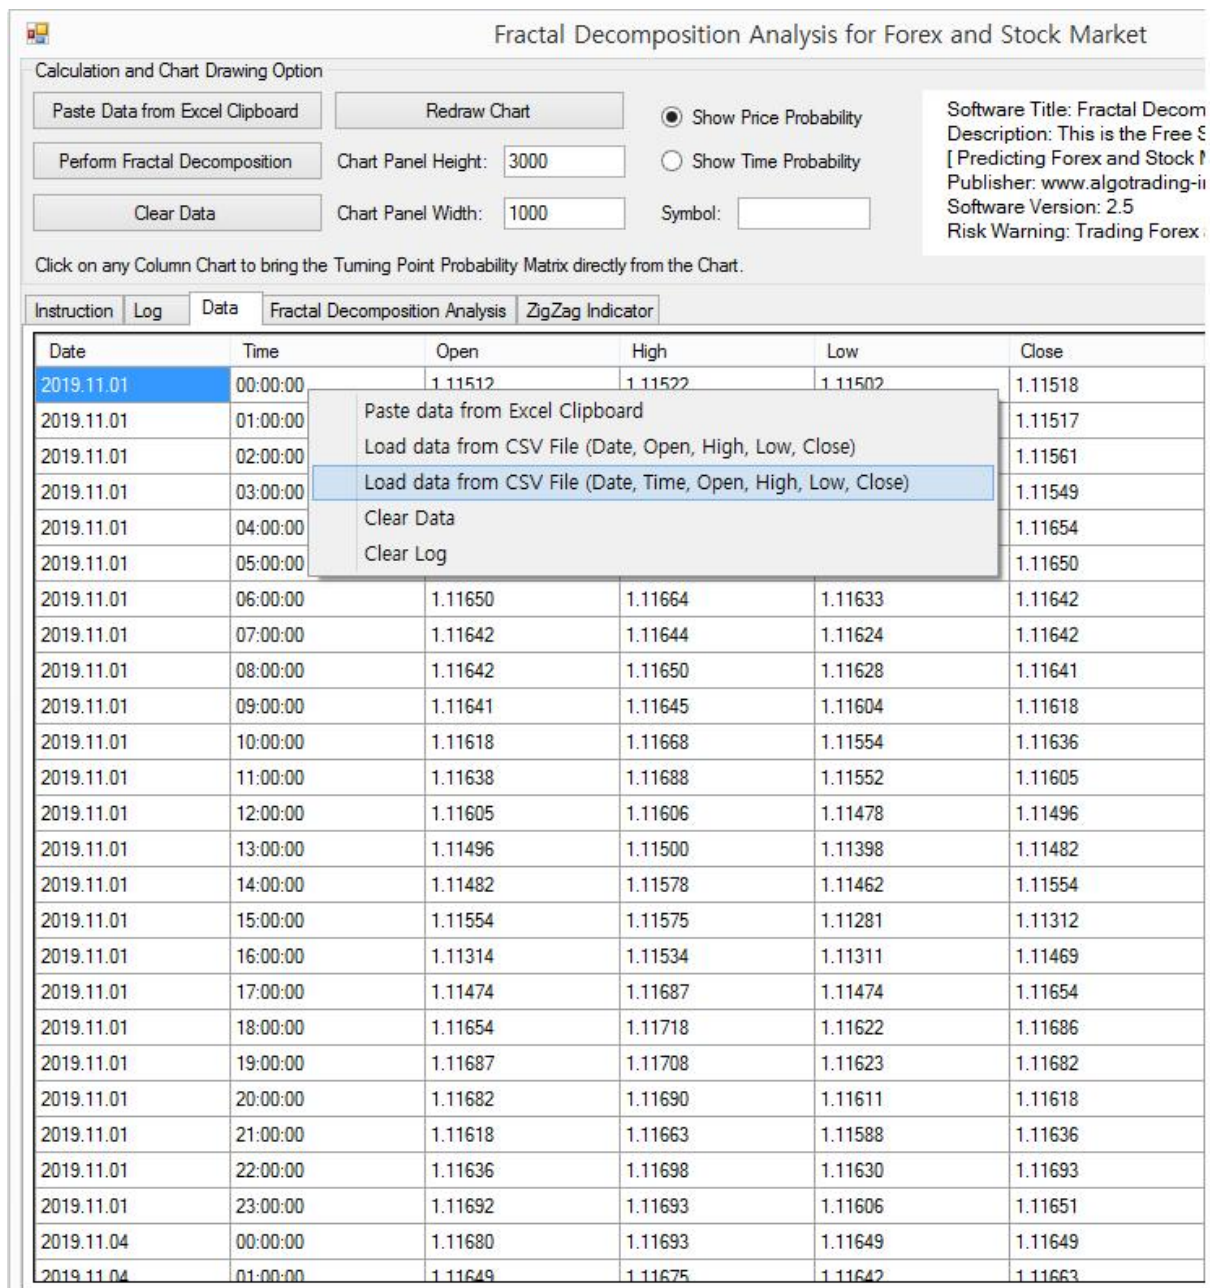 Fractal Decomposition Analysis for Forex and Stock Market
Calculation and Chart Drawing Option
Paste Data from Excel Clipboard
Redraw Chart
Show Price Probability
Perform Fractal Decomposition
Chart Panel Height: 3000
Show Time Probability
Clear Data
Chart Panel Width: 1000
Symbol:
Software Title: Fractal Decom
Description: This is the Free S
[ Predicting Forex and Stock M
Publisher: www.algotrading-i
Software Version: 2.5
Risk Warning: Trading Forex
Click on any Column Chart to bring the Turning Point Probability Matrix directly from the Chart.
Instruction Log Data Fractal Decomposition Analysis ZigZag Indicator
Date Time Open High Low Close
2019.11.01 00:00:00 1.11512 1.11522 1.11502 1.11518
2019.11.01 01:00:00 1.11517
2019.11.01 02:00:00 1.11561
2019.11.01 03:00:00 1.11549
2019.11.01 04:00:00 1.11654
2019.11.01 05:00:00 1.11650
Paste data from Excel Clipboard
Load data from CSV File (Date, Open, High, Low, Close)
Load data from CSV File (Date, Time, Open, High, Low, Close)
Clear Data
Clear Log
2019.11.01 06:00:00 1.11650 1.11664 1.11633 1.11642
2019.11.01 07:00:00 1.11642 1.11644 1.11624 1.11642
2019.11.01 08:00:00 1.11642 1.11650 1.11628 1.11641
2019.11.01 09:00:00 1.11641 1.11645 1.11604 1.11618
2019.11.01 10:00:00 1.11618 1.11668 1.11554 1.11636
2019.11.01 11:00:00 1.11638 1.11688 1.11552 1.11605
2019.11.01 12:00:00 1.11605 1.11606 1.11478 1.11496
2019.11.01 13:00:00 1.11496 1.11500 1.11398 1.11482
2019.11.01 14:00:00 1.11482 1.11578 1.11462 1.11554
2019.11.01 15:00:00 1.11554 1.11575 1.11281 1.11312
2019.11.01 16:00:00 1.11314 1.11534 1.11311 1.11469
2019.11.01 17:00:00 1.11474 1.11687 1.11474 1.11654
2019.11.01 18:00:00 1.11654 1.11718 1.11622 1.11686
2019.11.01 19:00:00 1.11687 1.11708 1.11623 1.11682
2019.11.01 20:00:00 1.11682 1.11690 1.11611 1.11618
2019.11.01 21:00:00 1.11618 1.11663 1.11588 1.11636
2019.11.01 22:00:00 1.11636 1.11698 1.11630 1.11693
2019.11.01 23:00:00 1.11692 1.11693 1.11606 1.11651
2019.11.04 00:00:00 1.11680 1.11693 1.11649 1.11649
2019.11.04 01:00:00 1.11649 1.11675 1.11642 1.11663